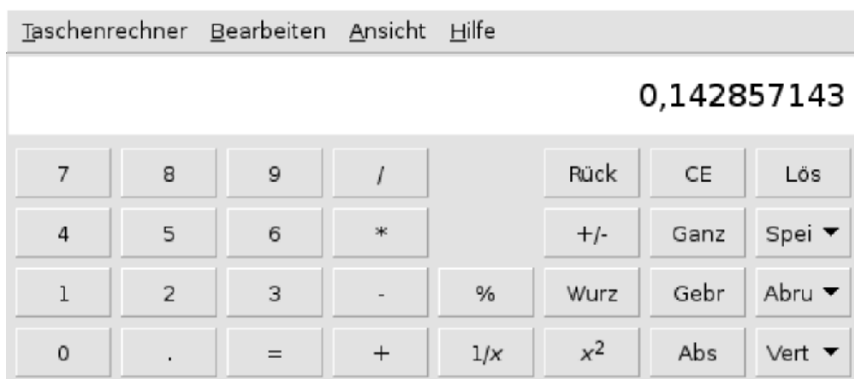 Taschenrechner Bearbeiten Ansicht Hilfe
0,142857143
7 8 9 / Rück CE Lös
4 5 6 * +/- Ganz Spei
1 2 3 - % Wurz Gebr Abru
0 . = + 1/x x² Abs Vert